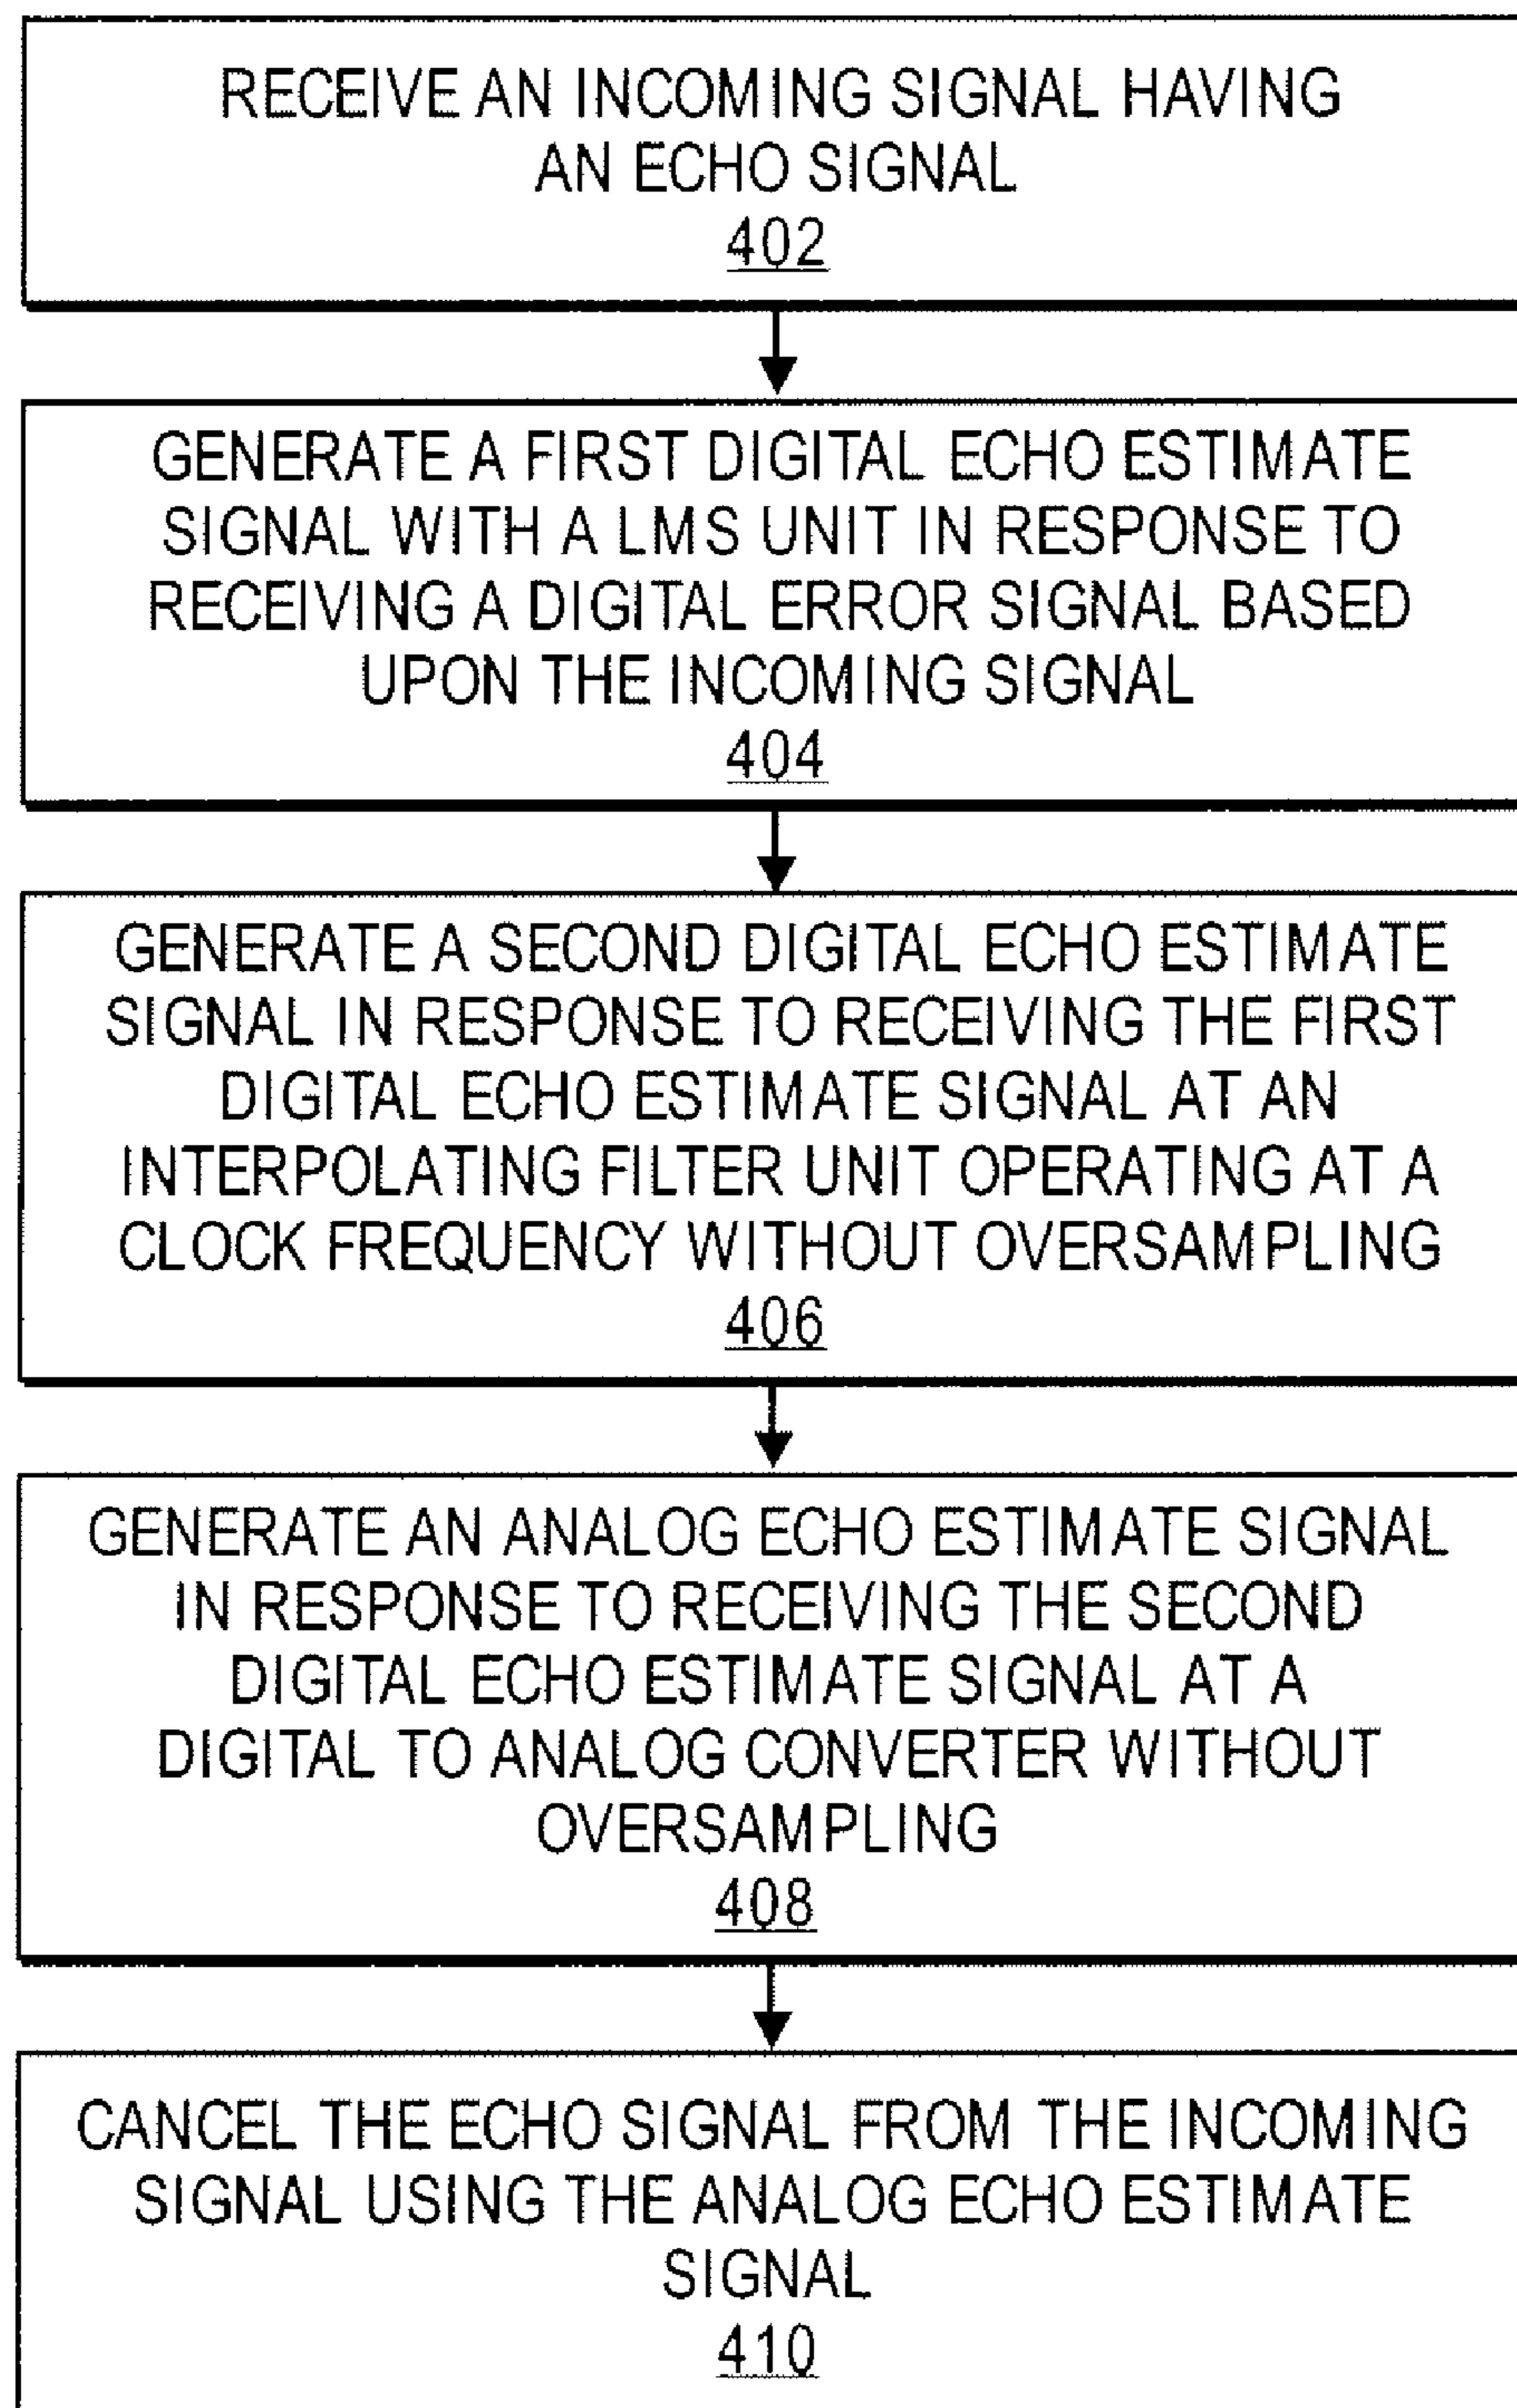 RECEIVE AN INCOMING SIGNAL HAVING
AN ECHO SIGNAL
402
GENERATE A FIRST DIGITAL ECHO ESTIMATE
SIGNAL WITH A LMS UNIT IN RESPONSE TO
RECEIVING A DIGITAL ERROR SIGNAL BASED
UPON THE INCOMING SIGNAL
404
GENERATE A SECOND DIGITAL ECHO ESTIMATE
SIGNAL IN RESPONSE TO RECEIVING THE FIRST
DIGITAL ECHO ESTIMATE SIGNAL AT AN
INTERPOLATING FILTER UNIT OPERATING AT A
CLOCK FREQUENCY WITHOUT OVERSAMPLING
406
GENERATE AN ANALOG ECHO ESTIMATE SIGNAL
IN RESPONSE TO RECEIVING THE SECOND
DIGITAL ECHO ESTIMATE SIGNAL AT A
DIGITAL TO ANALOG CONVERTER WITHOUT
OVERSAMPLING
408
CANCEL THE ECHO SIGNAL FROM THE INCOMING
SIGNAL USING THE ANALOG ECHO ESTIMATE
SIGNAL
410